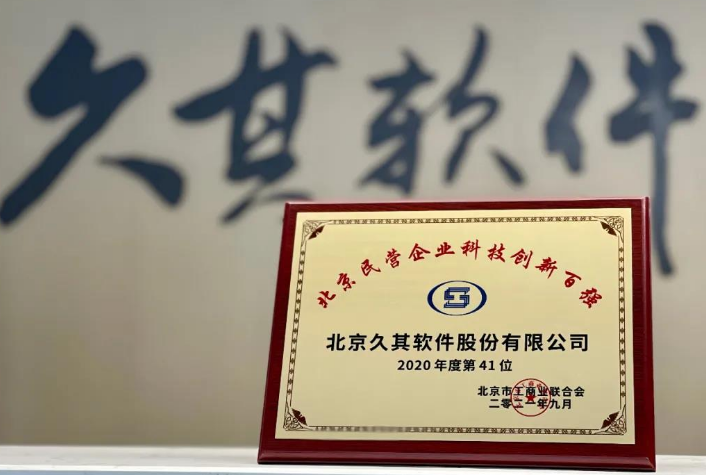 久其软件
北京民营企业科技创新百强
北京久其软件股份有限公司
2020年度第41位
北京市工商业联合会
二零二一年九月